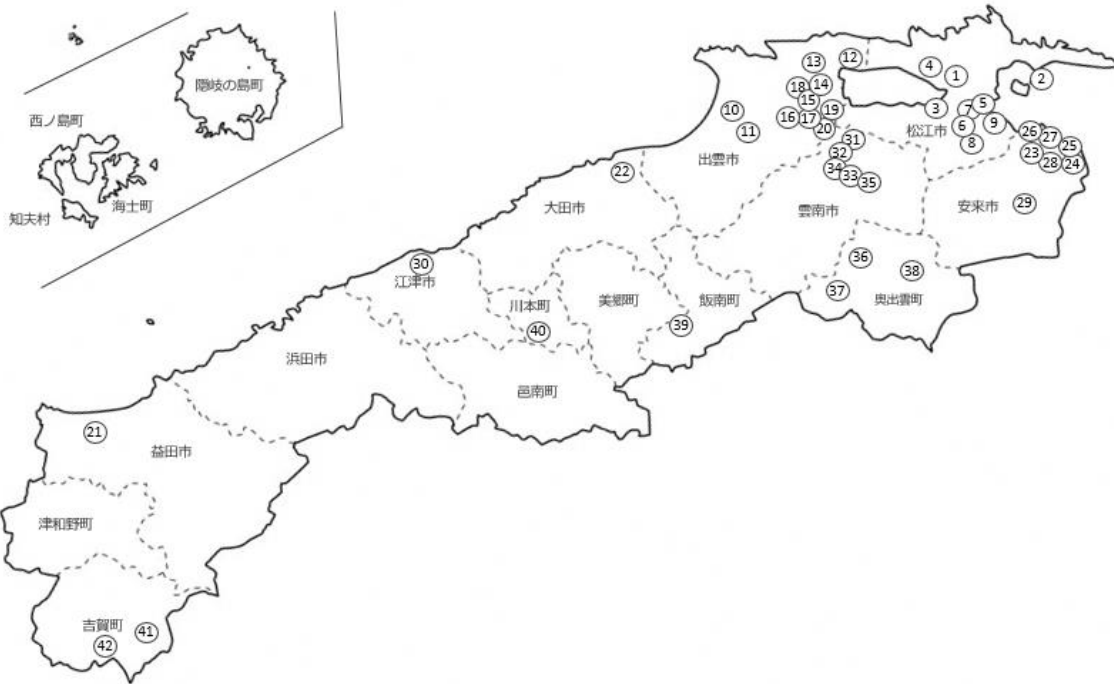 隠岐の島町
西ノ島町
海士町
知夫村
⑫
⑬
④
①
②
⑱
⑭
⑮
⑲
③
⑦
⑤
⑩
⑯
⑰
⑳
⑥
⑨
松江市
⑪
㉛
⑧
㉖
㉗
㉕
出雲市
㉜
㉓
㉘
㉔
㉒
㉞
㉝
㉟
大田市
雲南市
安来市
㉙
㉚
江津市
㊱
㊳
㊲
奥出雲町
川本町
美郷町
飯南町
㊵
㊴
浜田市
邑南町
㉑
益田市
津和野町
吉賀町
㊶
㊷